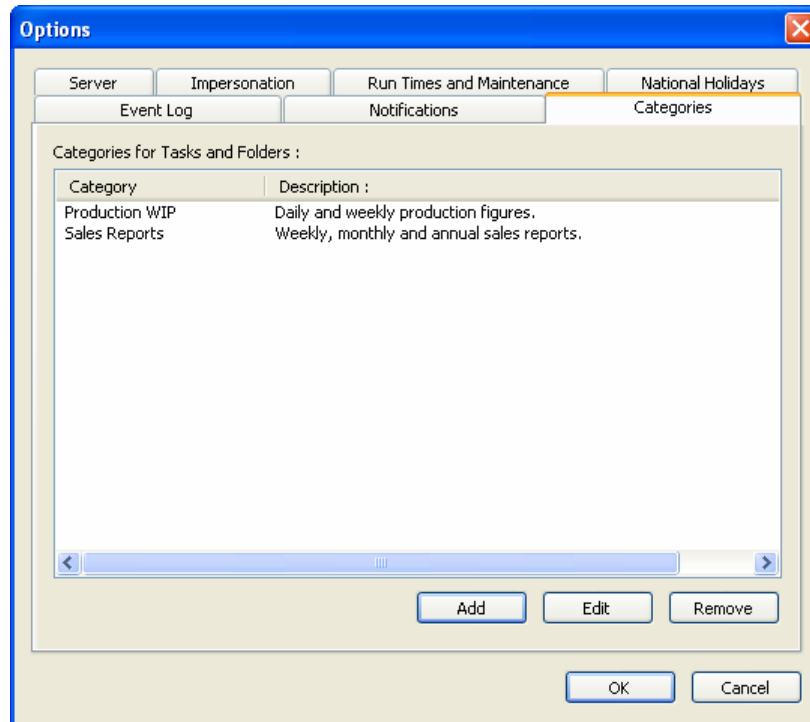 Options
Server Impersonation Run Times and Maintenance National Holidays
Event Log Notifications Categories
Categories for Tasks and Folders :
Category Description :
Production WIP Daily and weekly production figures.
Sales Reports Weekly, monthly and annual sales reports.
Add Edit Remove
OK Cancel